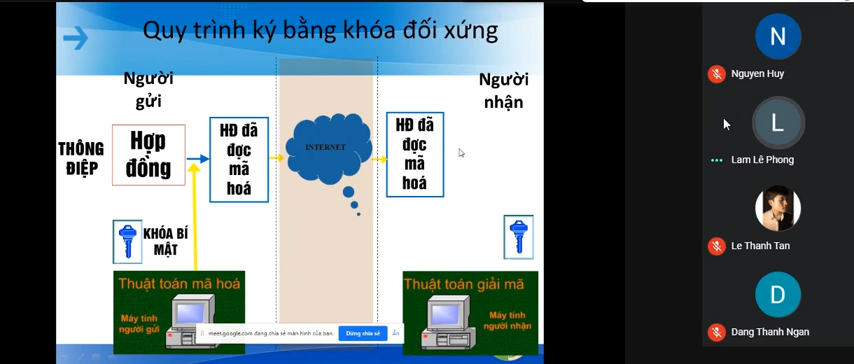 Quy trình ký bằng khóa đối xứng
Người
gửi
Người
nhận
THÔNG
ĐIỆP
Hợp
đồng
HĐ đã
đợc
mã
hoá
INTERNET
HĐ đã
đợc
mã
hoá
KHÓA BÍ
MẬT
Thuật toán mã hoá
Máy tính
người gửi
Thuật toán giải mã
Máy tính
người nhận
meet.google.com đang chia sẻ màn hình của bạn.
Dừng chia sẻ
Ẩn
N
Nguyen Huy
L
Lam Lê Phong
Le Thanh Tan
D
Dang Thanh Ngan